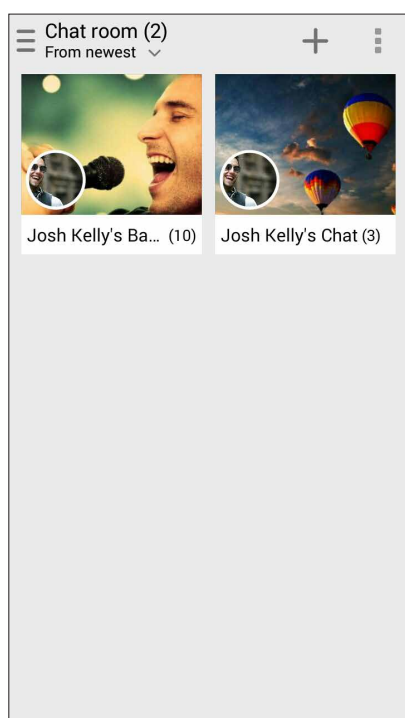 Chat room (2)
From newest
Josh Kelly's Ba... (10)
Josh Kelly's Chat (3)